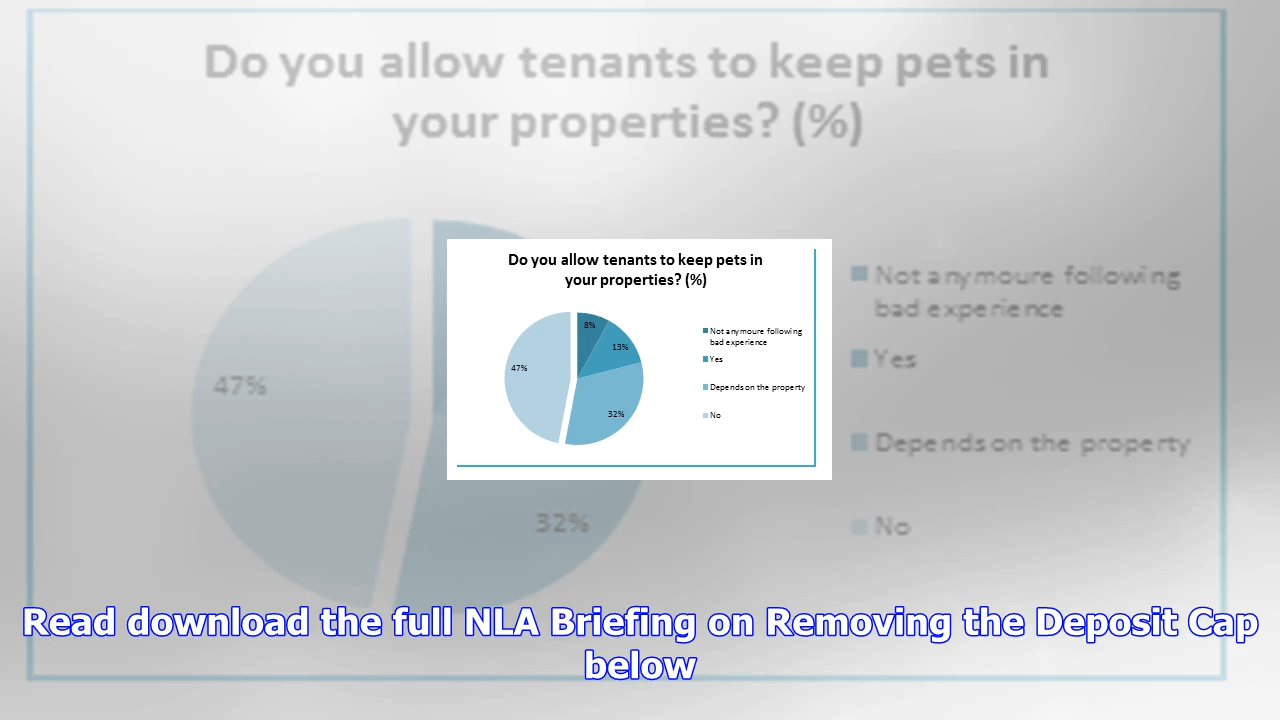 Do you allow tenants to keep pets in
your properties? (%)
Do you allow tenants to keep pets in
your properties? (%)
8%
13%
47%
32%
Not anymoure following
bad experience
Yes
Depends on the property
No
47%
32%
Not anymoure following
bad experience
Yes
Depends on the property
No
Read download the full NLA Briefing on Removing the Deposit Cap
below